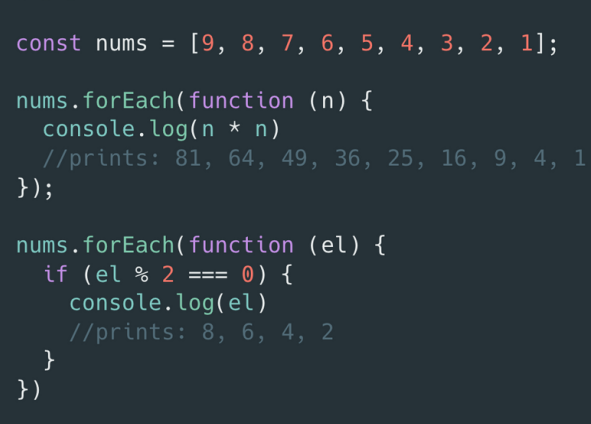 const nums = [9, 8, 7, 6, 5, 4, 3, 2, 1];
nums.forEach(function (n) {
  console.log(n * n)
  //prints: 81, 64, 49, 36, 25, 16, 9, 4, 1
});
nums.forEach(function (el) {
  if (el % 2 === 0) {
    console.log(el)
    //prints: 8, 6, 4, 2
  }
})